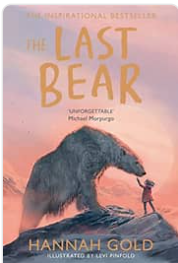 THE INSPIRATIONAL BESTSELLER
THE
LAST
BEAR
'UNFORGETTABLE'
Michael Morpurgo
HANNAH GOLD
ILLUSTRATED BY LEVI PINFOLD